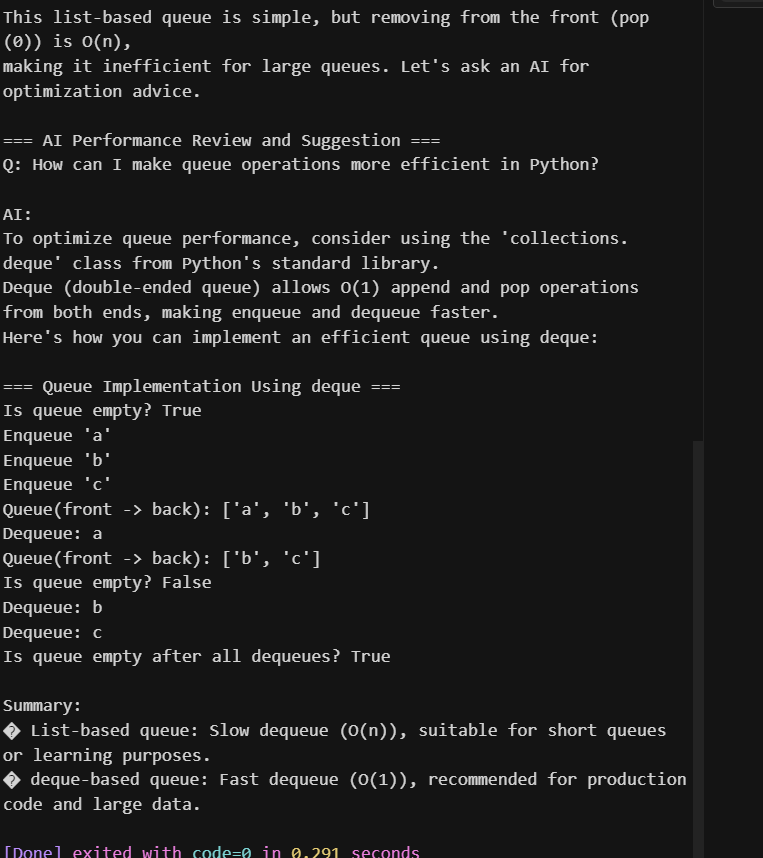 This list-based queue is simple, but removing from the front (pop
(0)) is O(n),
making it inefficient for large queues. Let's ask an AI for
optimization advice.
=== AI Performance Review and Suggestion ===
Q: How can I make queue operations more efficient in Python?
AI:
To optimize queue performance, consider using the 'collections.
deque' class from Python's standard library.
Deque (double-ended queue) allows O(1) append and pop operations
from both ends, making enqueue and dequeue faster.
Here's how you can implement an efficient queue using deque:
=== Queue Implementation Using deque ===
Is queue empty? True
Enqueue 'a'
Enqueue 'b'
Enqueue 'c'
Queue(front -> back): ['a', 'b', 'c']
Dequeue: a
Queue(front -> back): ['b', 'c']
Is queue empty? False
Dequeue: b
Dequeue: c
Is queue empty after all dequeues? True
Summary:
� List-based queue: Slow dequeue (O(n)), suitable for short queues
or learning purposes.
� deque-based queue: Fast dequeue (O(1)), recommended for production
code and large data.
[Done] exited with code=0 in 0.291 seconds